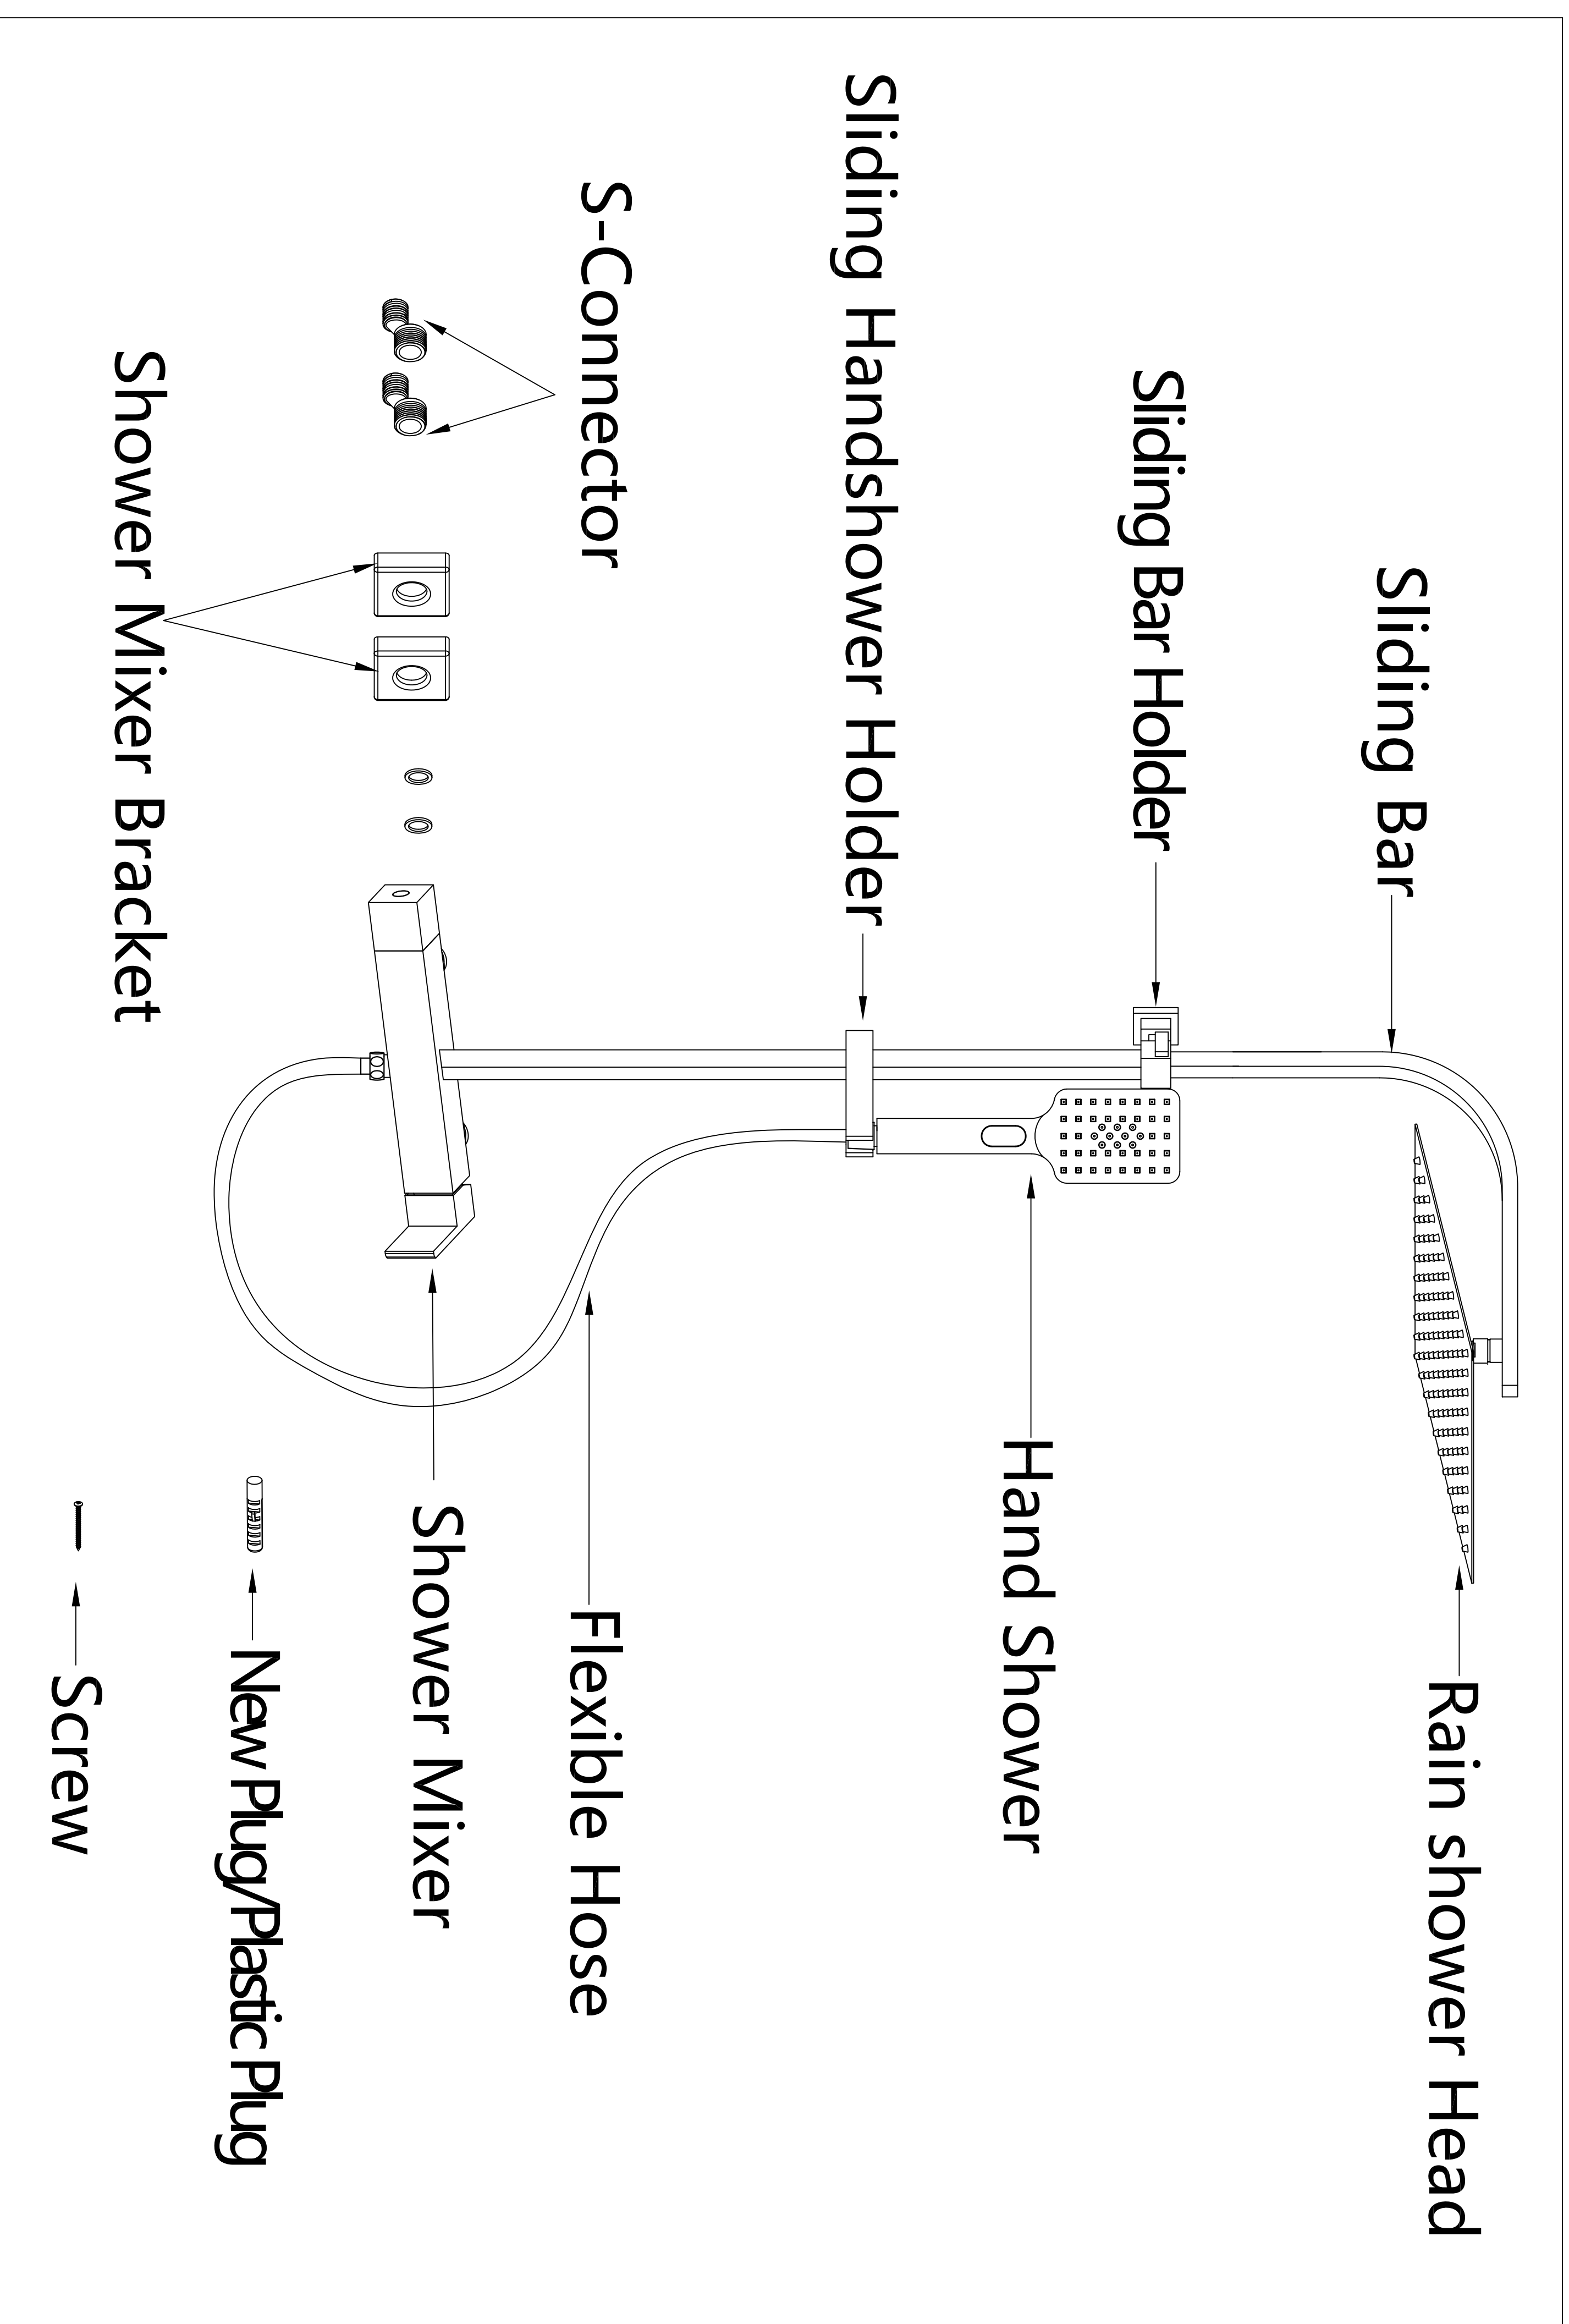 Sliding Bar
Rain shower Head
Sliding Bar Holder
Hand Shower
Sliding Handshower Holder
S-Connector
Flexible Hose
Shower Mixer
New Plug/Plastic Plug
Shower Mixer Bracket
Screw